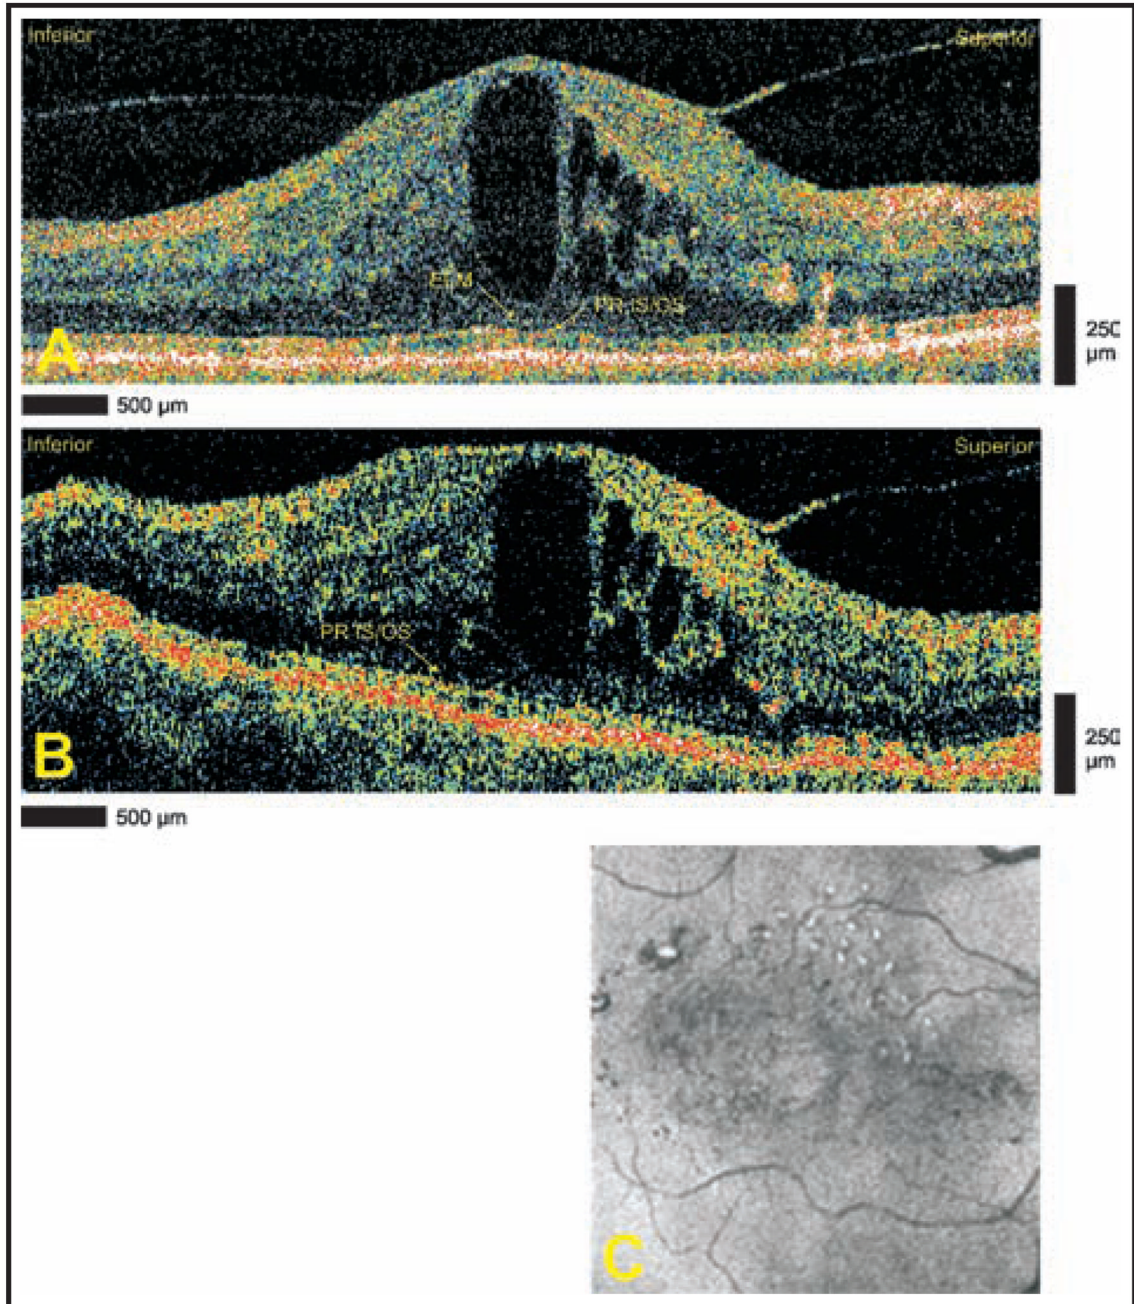 Inferior
Superior
ELM
PR IS/OS
A
250
µm
500 µm
Inferior
Superior
PR IS/OS
B
250
µm
500 µm
C